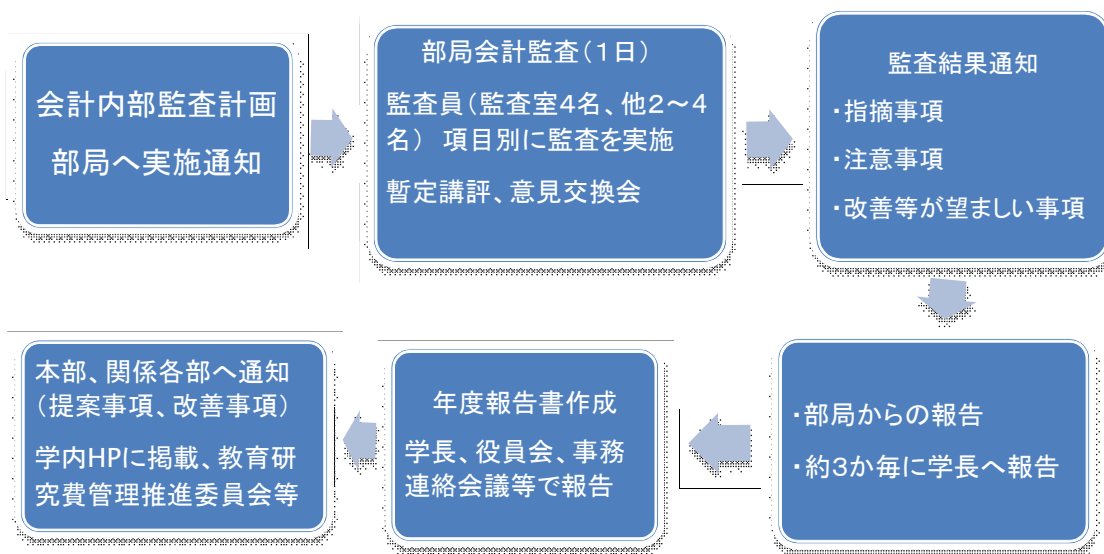 会計内部監査計画
部局へ実施通知
部局会計監査(1日)
監査員(監査室4名、他2～4
名) 項目別に監査を実施
暫定講評、意見交換会
監査結果通知
・指摘事項
・注意事項
・改善等が望ましい事項
・部局からの報告
・約3か毎に学長へ報告
年度報告書作成
学長、役員会、事務
連絡会議等で報告
本部、関係各部へ通知
(提案事項、改善事項)
学内HPに掲載、教育研
究費管理推進委員会等